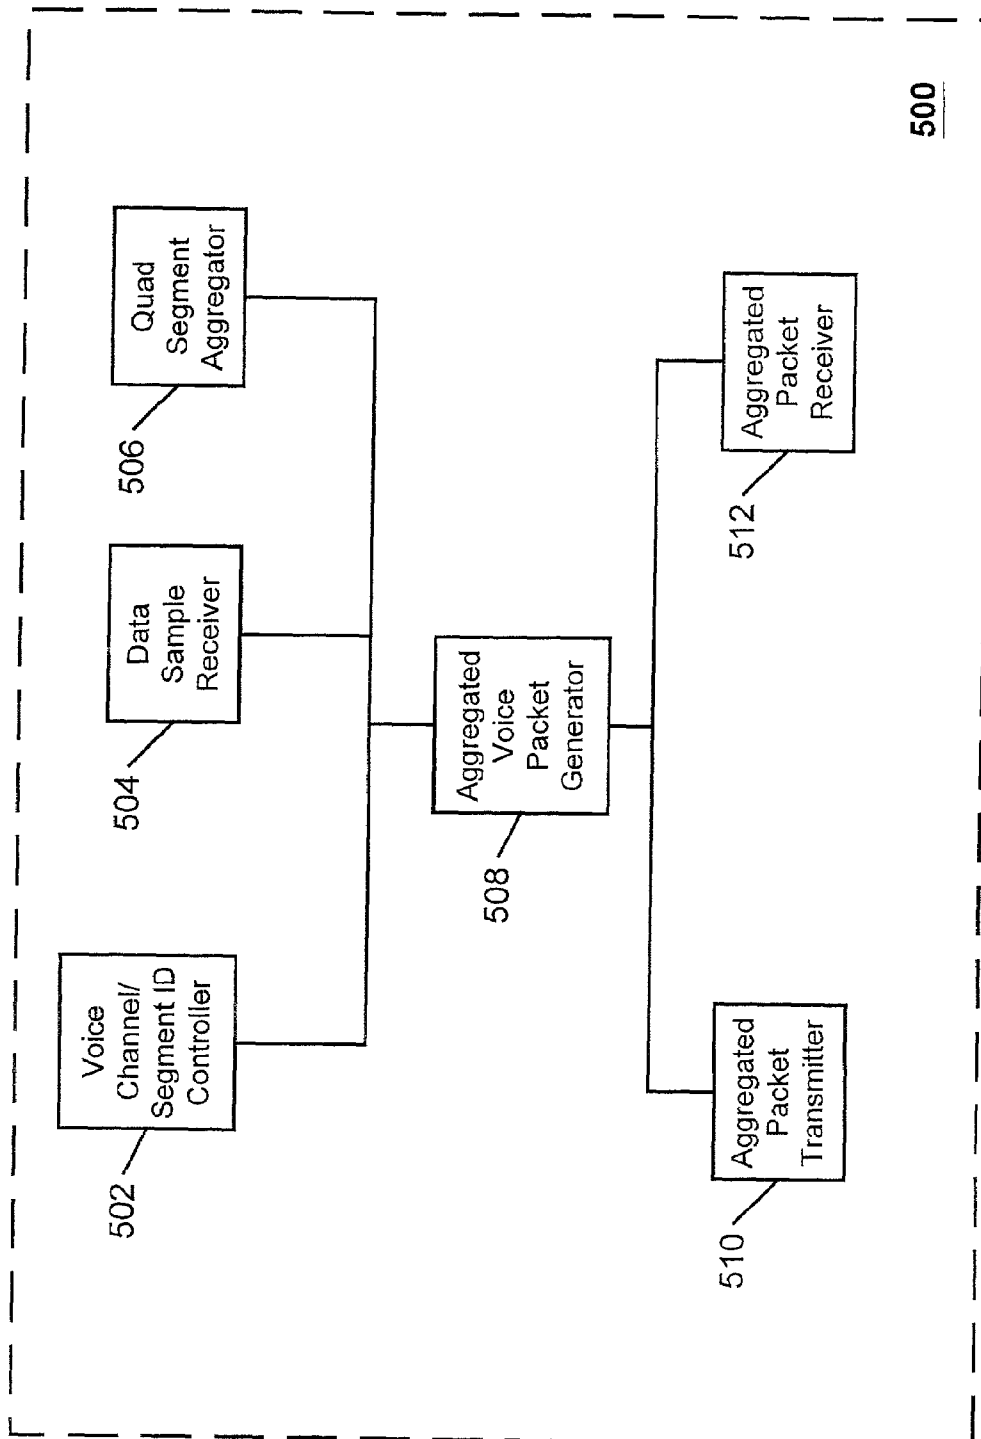 Voice
Channel/
Segment ID
Controller
502
Data
Sample
Receiver
504
Quad
Segment
Aggregator
506
Aggregated
Voice
Packet
Generator
508
Aggregated
Packet
Transmitter
510
Aggregated
Packet
Receiver
512
500